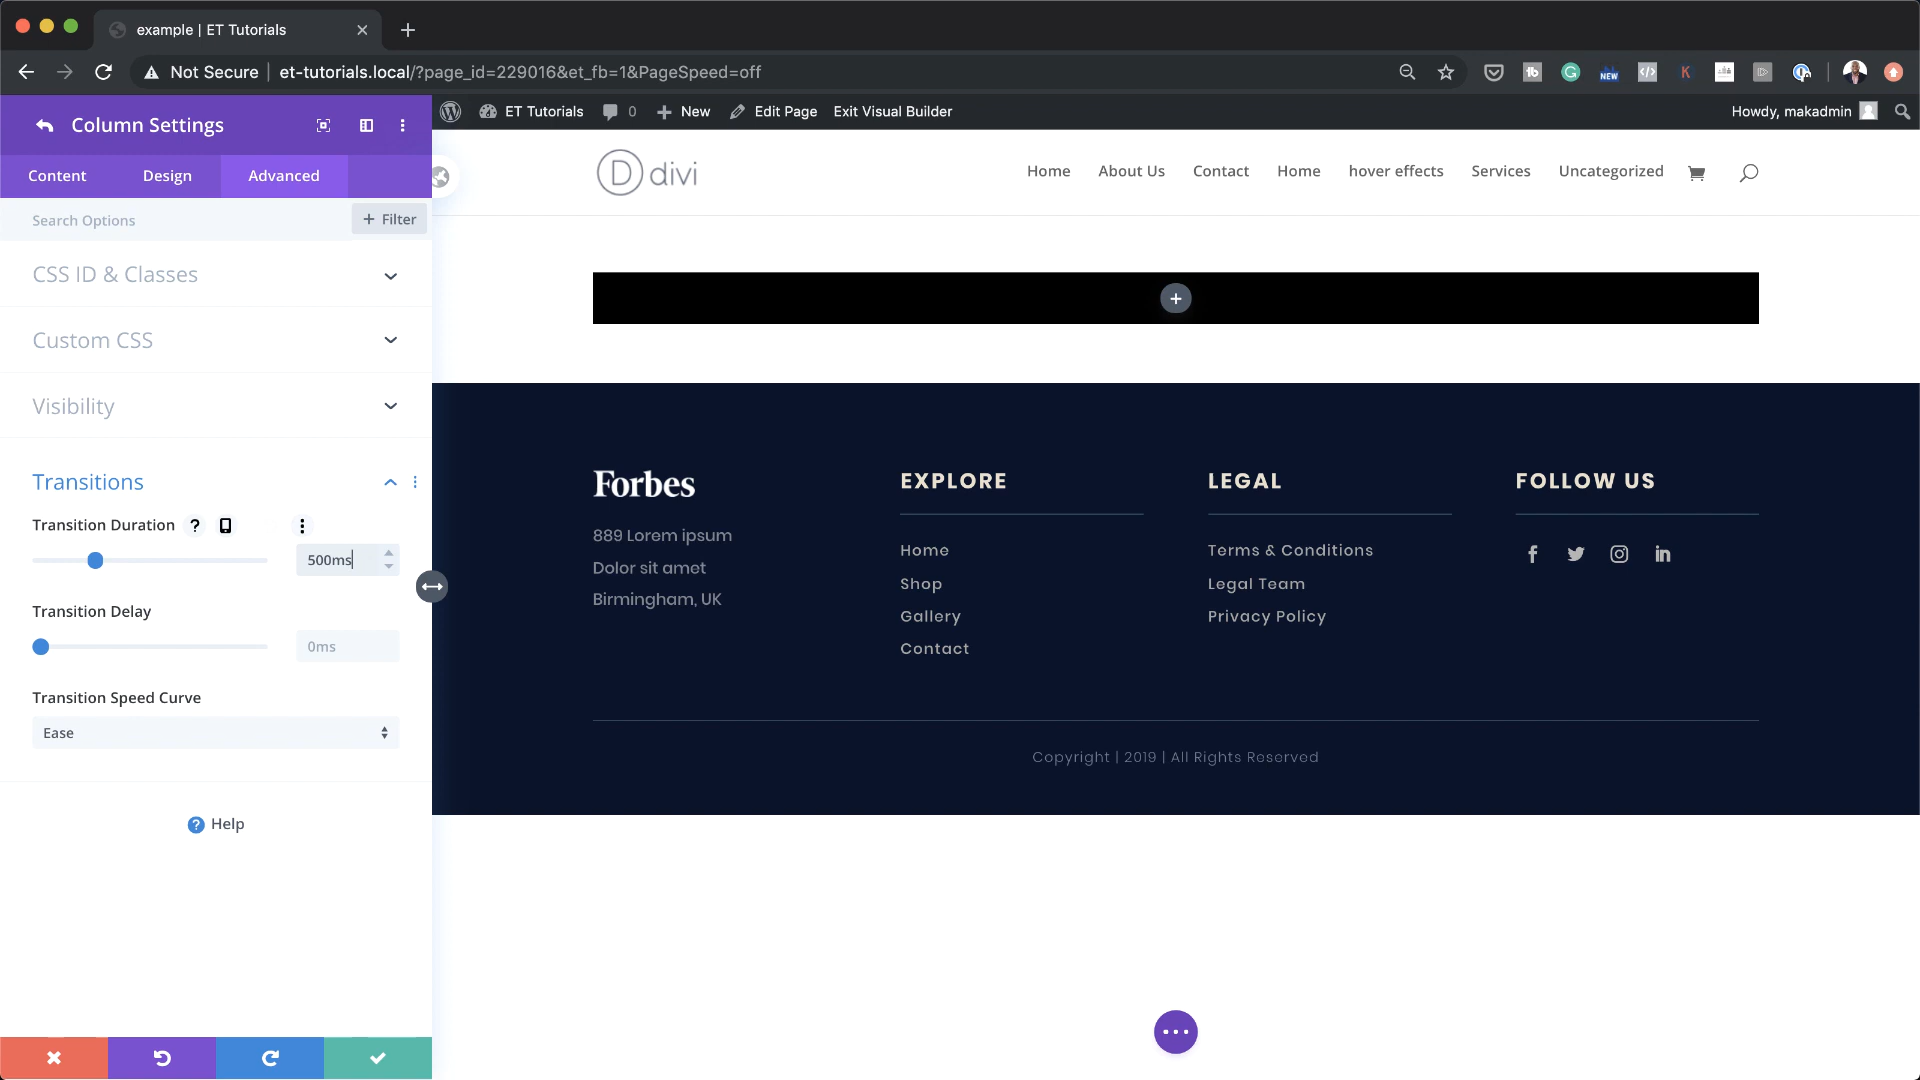 example | ET Tutorials
Not Secure
et-tutorials.local/?page_id=229016&et_fb=1&PageSpeed=off
NEW
Column Settings
ET Tutorials
0
New
Edit Page
Exit Visual Builder
Howdy, makadmin
Content
Design
Advanced
divi
Home
About Us
Contact
Home
hover effects
Services
Uncategorized
Search Options
+ Filter
CSS ID & Classes
Custom CSS
Visibility
Transitions
Transition Duration
500ms
Transition Delay
0ms
Transition Speed Curve
Ease
Help
Forbes
889 Lorem ipsum
Dolor sit amet
Birmingham, UK
EXPLORE
Home
Shop
Gallery
Contact
LEGAL
Terms & Conditions
Legal Team
Privacy Policy
FOLLOW US
Copyright | 2019 | All Rights Reserved